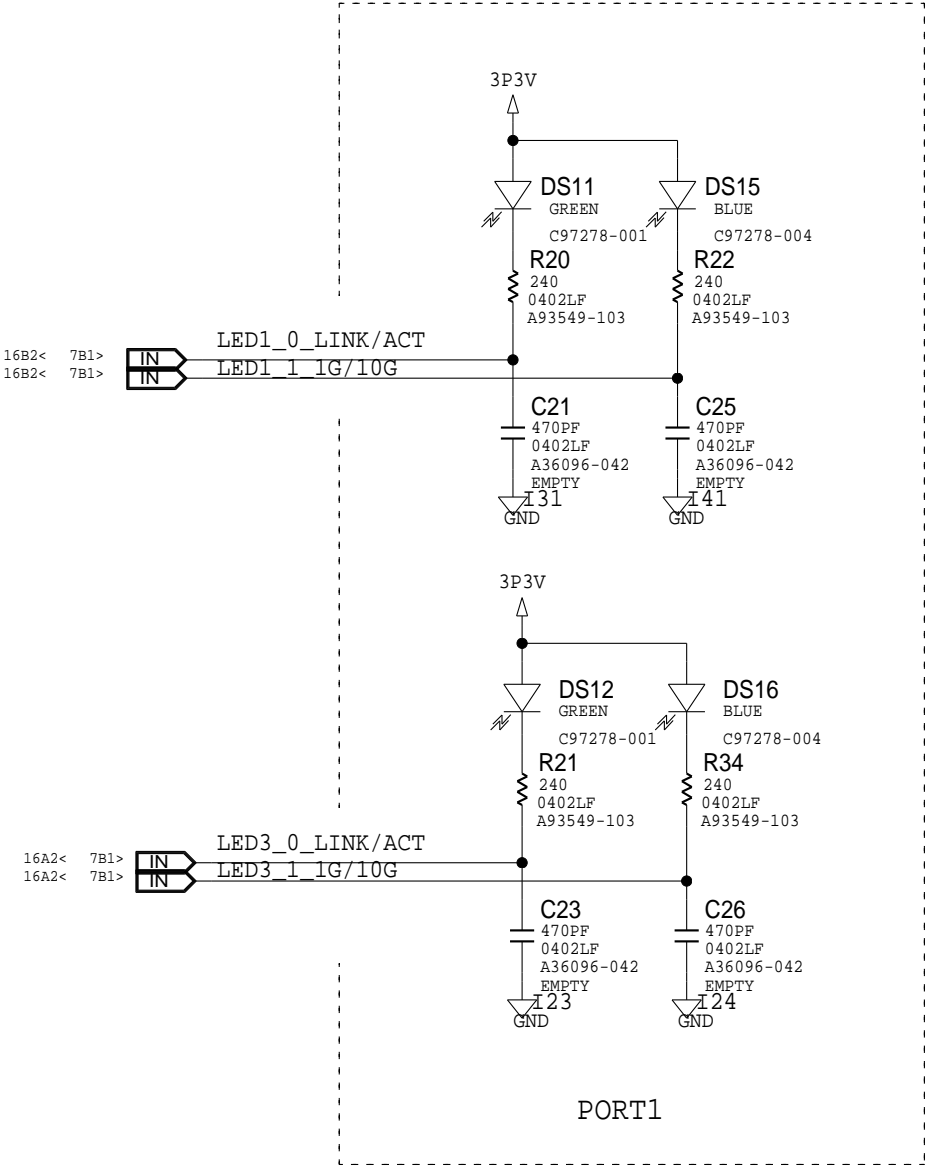 3P3V
DS11
GREEN
C97278-001
DS15
BLUE
C97278-004
R20
240
0402LF
A93549-103
R22
240
0402LF
A93549-103
LED1_0_LINK/ACT
16B2< 7B1> IN
LED1_1_1G/10G
16B2< 7B1> IN
C21
470PF
0402LF
A36096-042
EMPTY
I31
GND
C25
470PF
0402LF
A36096-042
EMPTY
I41
GND
3P3V
DS12
GREEN
C97278-001
DS16
BLUE
C97278-004
R21
240
0402LF
A93549-103
R34
240
0402LF
A93549-103
LED3_0_LINK/ACT
16A2< 7B1> IN
LED3_1_1G/10G
16A2< 7B1> IN
C23
470PF
0402LF
A36096-042
EMPTY
I23
GND
C26
470PF
0402LF
A36096-042
EMPTY
I24
GND
PORT1